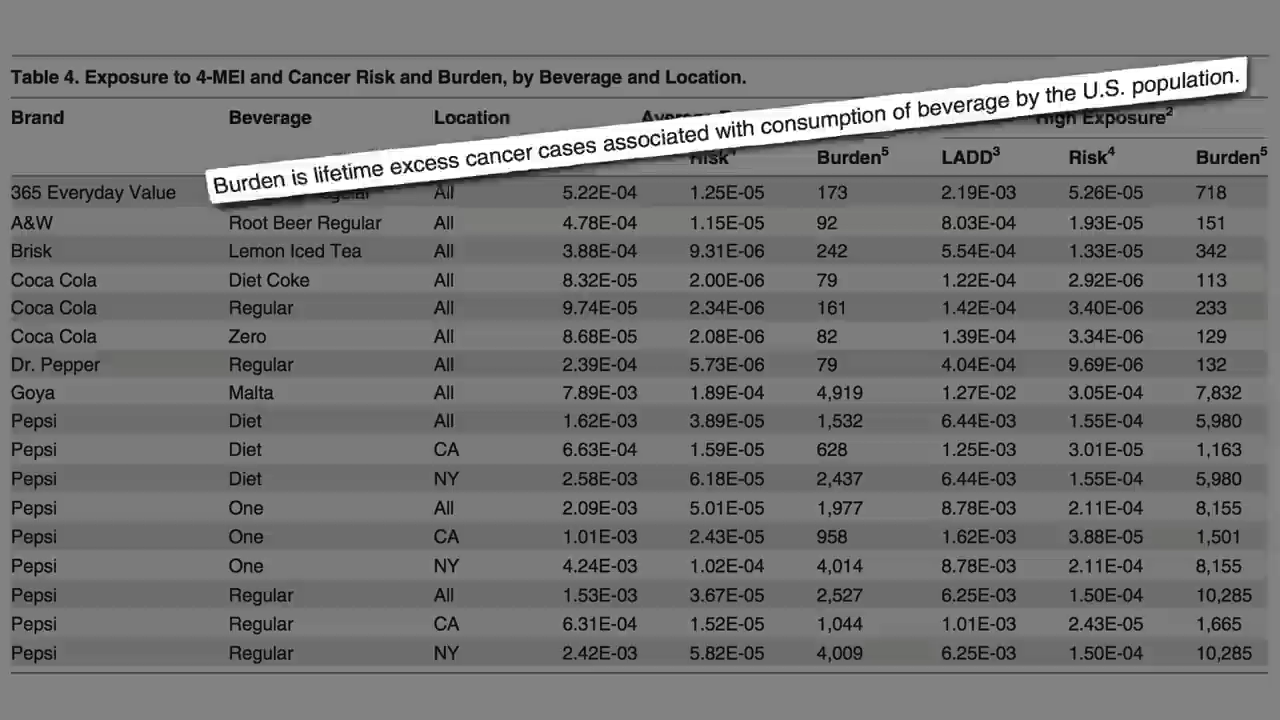 Table 4. Exposure to 4-MEI and Cancer Risk and Burden, by Beverage and Location.
Burden is lifetime excess cancer cases associated with consumption of beverage by the U.S. population.
Brand Beverage Location High Exposure²
Risk⁴ Burden⁵ LADD³ Risk⁴ Burden⁵
365 Everyday Value All 5.22E-04 1.25E-05 173 2.19E-03 5.26E-05 718
A&W Root Beer Regular All 4.78E-04 1.15E-05 92 8.03E-04 1.93E-05 151
Brisk Lemon Iced Tea All 3.88E-04 9.31E-06 242 5.54E-04 1.33E-05 342
Coca Cola Diet Coke All 8.32E-05 2.00E-06 79 1.22E-04 2.92E-06 113
Coca Cola Regular All 9.74E-05 2.34E-06 161 1.42E-04 3.40E-06 233
Coca Cola Zero All 8.68E-05 2.08E-06 82 1.39E-04 3.34E-06 129
Dr. Pepper Regular All 2.39E-04 5.73E-06 79 4.04E-04 9.69E-06 132
Goya Malta All 7.89E-03 1.89E-04 4,919 1.27E-02 3.05E-04 7,832
Pepsi Diet All 1.62E-03 3.89E-05 1,532 6.44E-03 1.55E-04 5,980
Pepsi Diet CA 6.63E-04 1.59E-05 628 1.25E-03 3.01E-05 1,163
Pepsi Diet NY 2.58E-03 6.18E-05 2,437 6.44E-03 1.55E-04 5,980
Pepsi One All 2.09E-03 5.01E-05 1,977 8.78E-03 2.11E-04 8,155
Pepsi One CA 1.01E-03 2.43E-05 958 1.62E-03 3.88E-05 1,501
Pepsi One NY 4.24E-03 1.02E-04 4,014 8.78E-03 2.11E-04 8,155
Pepsi Regular All 1.53E-03 3.67E-05 2,527 6.25E-03 1.50E-04 10,285
Pepsi Regular CA 6.31E-04 1.52E-05 1,044 1.01E-03 2.43E-05 1,665
Pepsi Regular NY 2.42E-03 5.82E-05 4,009 6.25E-03 1.50E-04 10,285